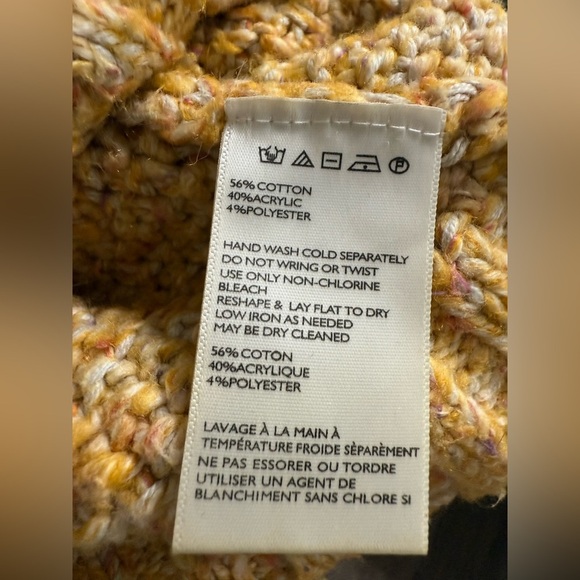 P
56% COTTON
40%ACRYLIC
4%POLYESTER
HAND WASH COLD SEPARATELY
DO NOT WRING OR TWIST
USE ONLY NON-CHLORINE
BLEACH
RESHAPE & LAY FLAT TO DRY
LOW IRON AS NEEDED
MAY BE DRY CLEANED
56% COTTON
40%ACRYLIQUE
4%POLYESTER
LAVAGE À LA MAIN À
TEMPÉRATURE FROIDE SÈPARÈMENT
NE PAS ESSORER OU TORDRE
UTILISER UN AGENT DE
BLANCHIMENT SANS CHLORE SI